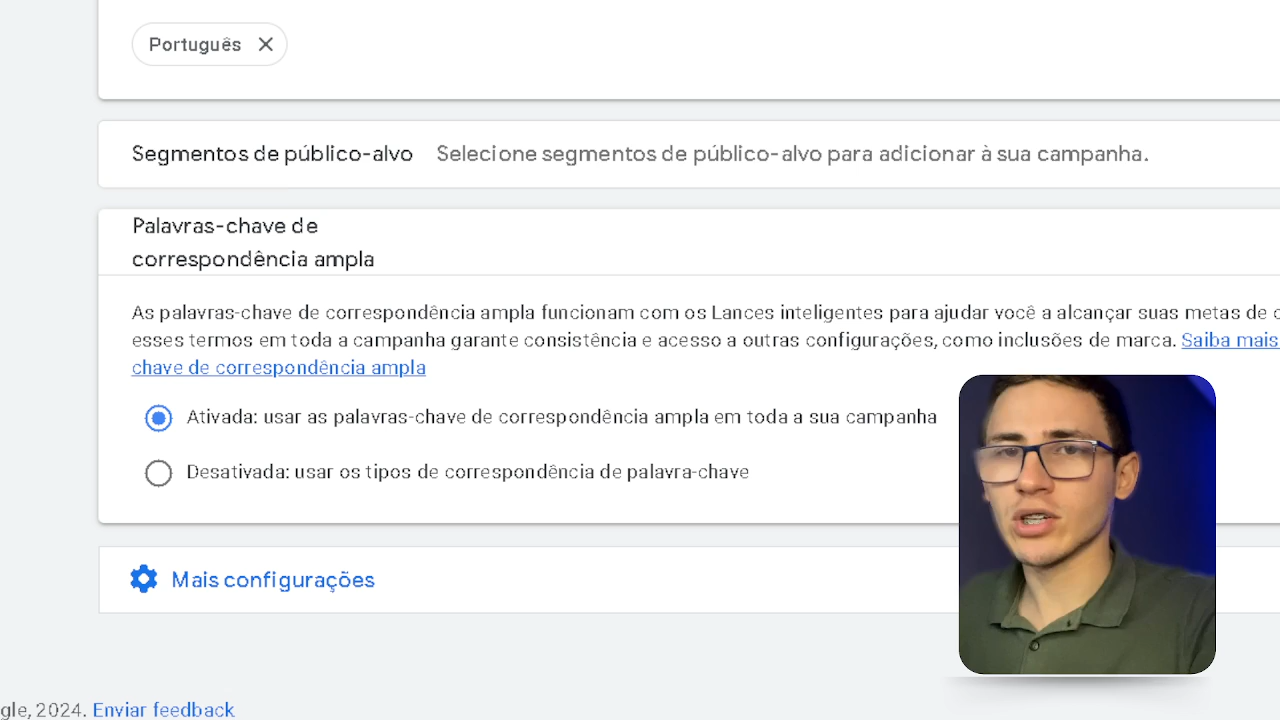 Português
Segmentos de público-alvo Selecione segmentos de público-alvo para adicionar à sua campanha.
Palavras-chave de
correspondência ampla
As palavras-chave de correspondência ampla funcionam com os Lances inteligentes para ajudar você a alcançar suas metas de
esses termos em toda a campanha garante consistência e acesso a outras configurações, como inclusões de marca. Saiba mais
chave de correspondência ampla
Ativada: usar as palavras-chave de correspondência ampla em toda a sua campanha
Desativada: usar os tipos de correspondência de palavra-chave
Mais configurações
gle, 2024. Enviar feedback